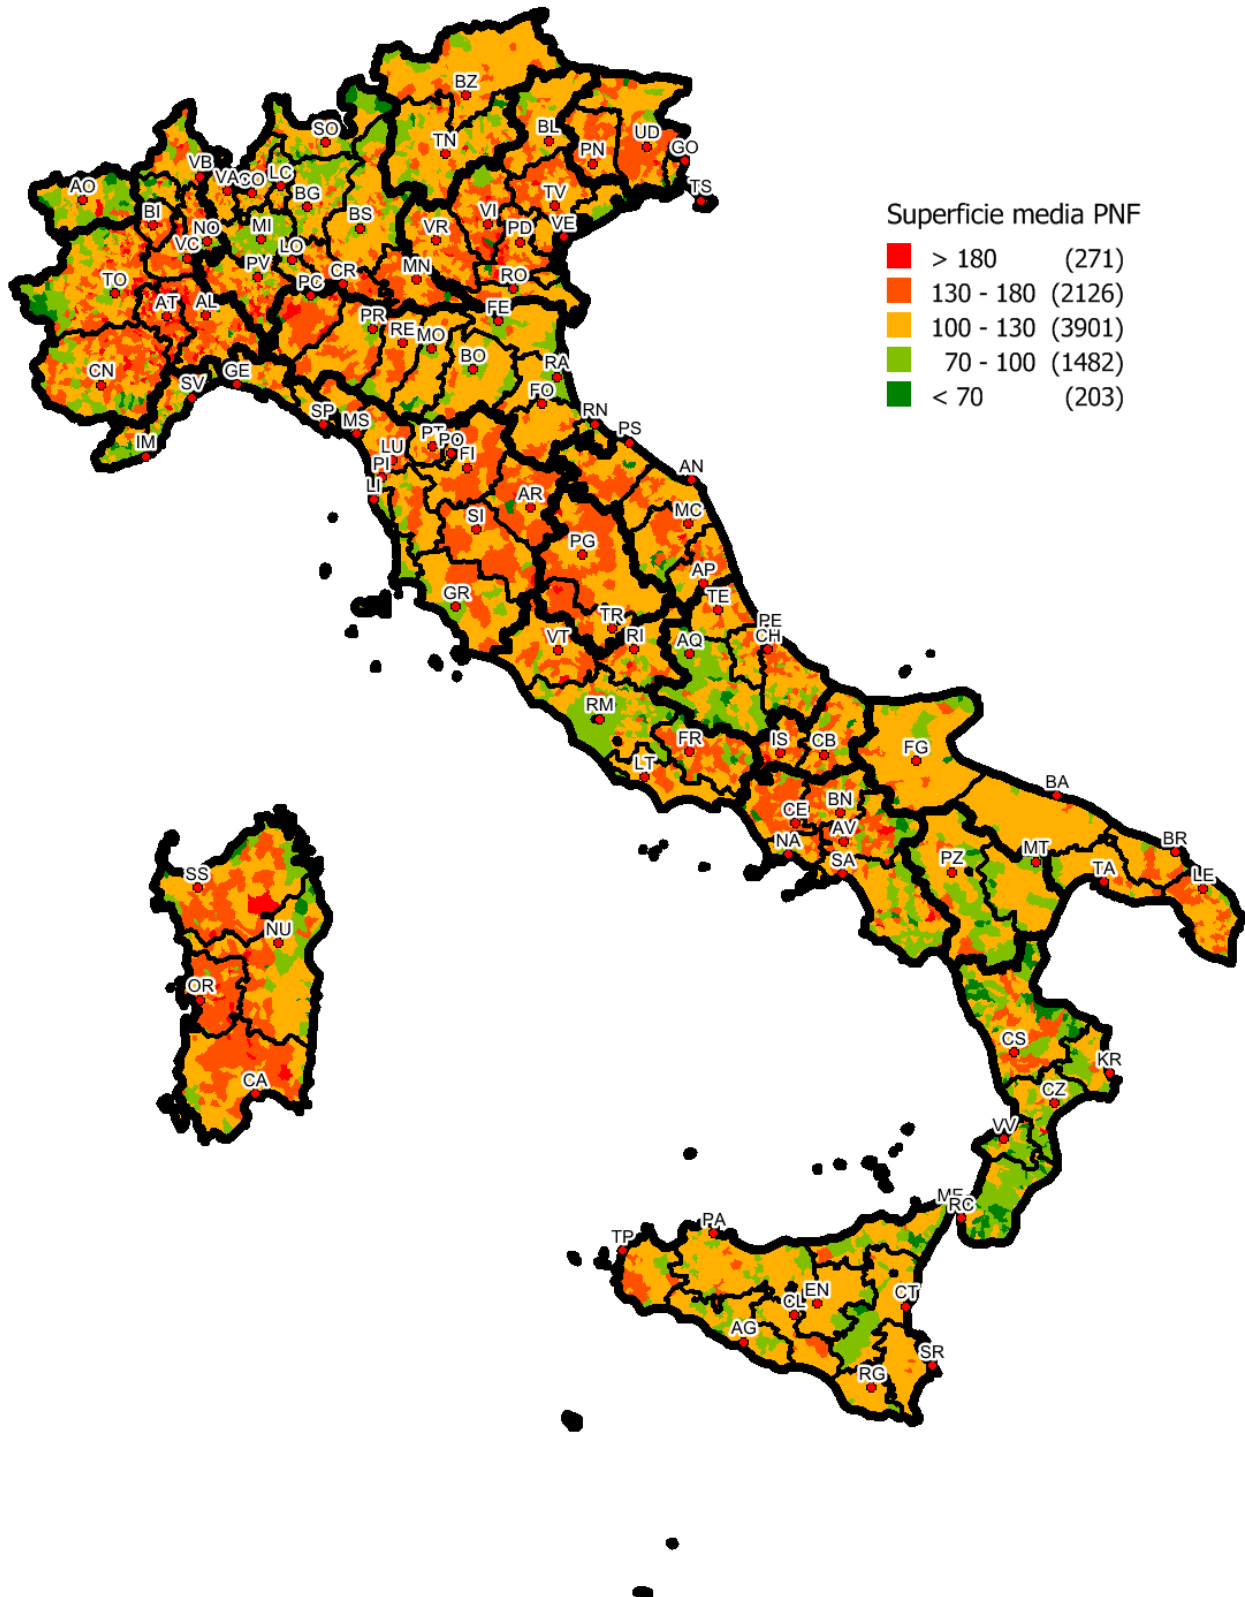 BZ
SO
BL
UD
TN
PN
GO
VB
VA
CO
LC
AO
BG
TS
BI
TV
NO
MI
BS
VI
VR
PD
VE
VC
LO
TO
PV
PC
CR
MN
RO
AT
AL
PR
RE
MO
FE
CN
SV
GE
BO
RA
FO
SP
MS
RN
PS
IM
LU
PT
PO
FI
PI
LI
AN
AR
SI
MC
PG
AP
GR
TE
TR
PE
VT
RI
AQ
CH
RM
FR
IS
CB
FG
LT
BA
CE
BN
NA
AV
SA
PZ
MT
TA
BR
LE
SS
NU
OR
CA
CS
KR
CZ
VV
ME
RC
PA
TP
EN
CL
CT
AG
SR
RG
Superficie media PNF
> 180 (271)
130 - 180 (2126)
100 - 130 (3901)
70 - 100 (1482)
< 70 (203)